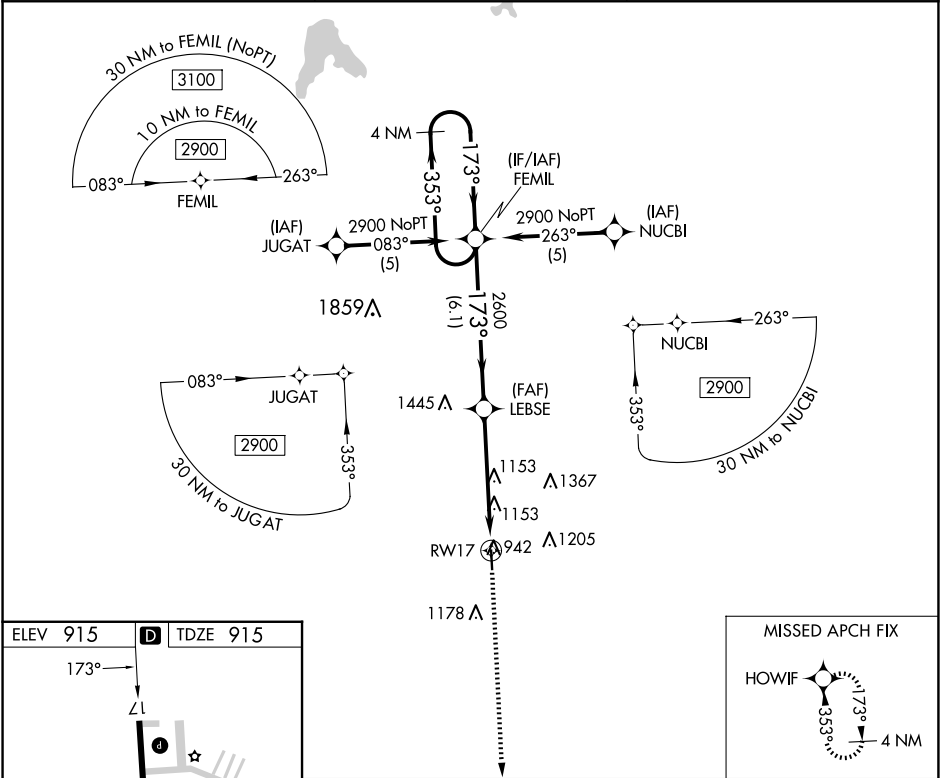 30 NM to FEMIL (NoPT)
3100
10 NM to FEMIL
2900
083°
263°
FEMIL
4 NM
173°
353°
(IF/IAF)
FEMIL
(IAF)
JUGAT
2900 NoPT
083°
(5)
2900 NoPT
263°
(5)
(IAF)
NUCBI
1859
2600
173°
(6.1)
083°
JUGAT
2900
353°
30 NM to JUGAT
263°
NUCBI
2900
353°
30 NM to NUCBI
1445
(FAF)
LEBSE
1153
1367
1153
1205
RW17
942
1178
ELEV 915
D
TDZE 915
173°
17
P
MISSED APCH FIX
HOWIF
353°
173°
4 NM